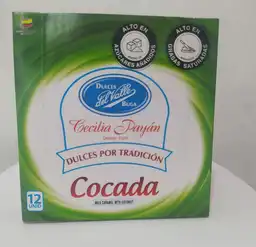 ALTO EN
AZÚCARES AÑADIDOS
ALTO EN
GRASAS SATURADAS
DULCES
del Valle
BUGA
Cecilia Payán
DULCES POR TRADICIÓN
Cocada
12
UNID